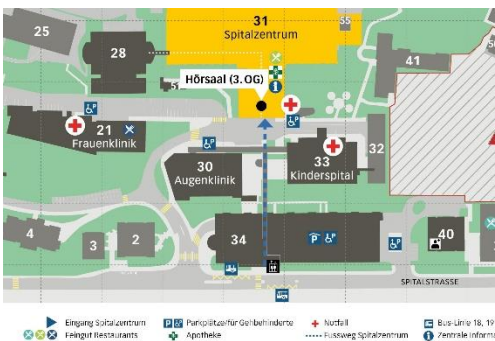 25
28
31
Spitalzentrum
55
41
Hörsaal (3. OG)
21
Frauenklinik
30
Augenklinik
33
Kinderspital
32
4
3
2
34
40
SPITALSTRASSE
Eingang Spitalzentrum
Parkplätze für Gehbehinderte
Notfall
Bus-Linie 18, 19
Feingut Restaurants
Apotheke
Fussweg Spitalzentrum
Zentrale Inform